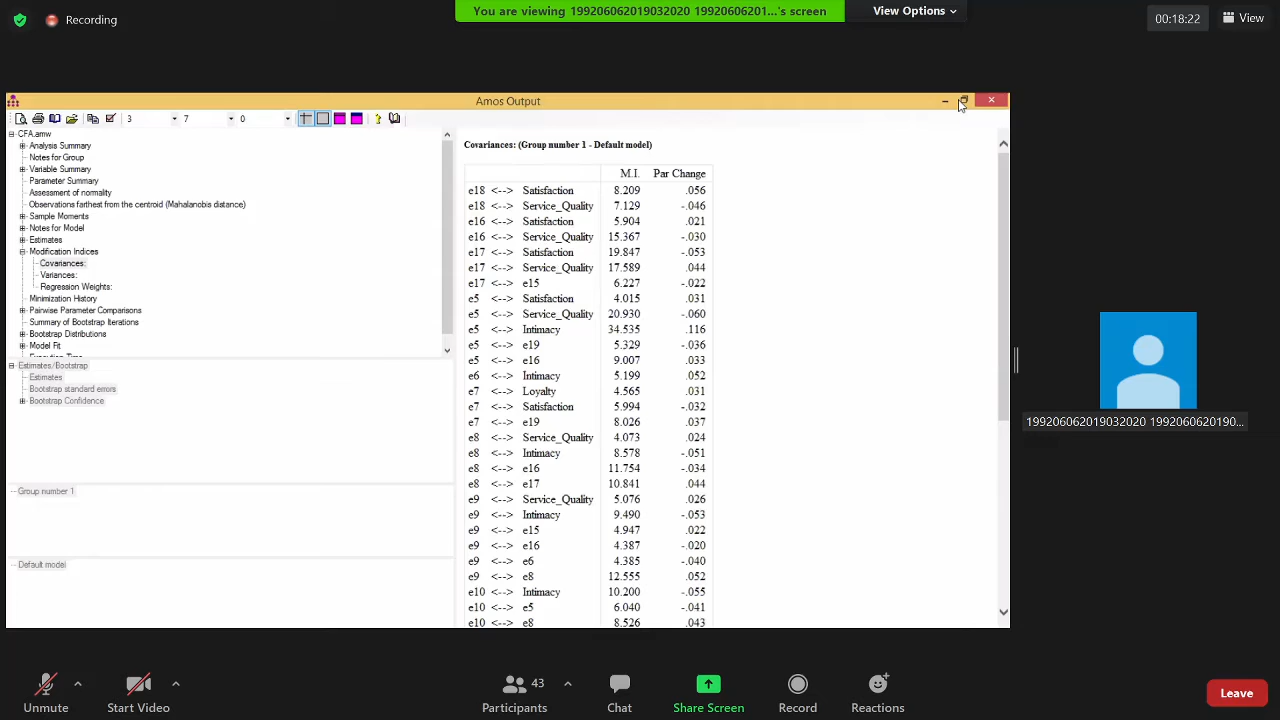 Recording
You are viewing 199206062019032020 19920606201...'s screen
View Options
00:18:22
View
Amos Output
3 7 0
CFA.amw
Analysis Summary
Notes for Group
Variable Summary
Parameter Summary
Assessment of normality
Observations farthest from the centroid (Mahalanobis distance)
Sample Moments
Notes for Model
Estimates
Modification Indices
Covariances:
Variances:
Regression Weights:
Minimization History
Pairwise Parameter Comparisons
Summary of Bootstrap Iterations
Bootstrap Distributions
Model Fit
Execution Time
Estimates/Bootstrap
Estimates
Bootstrap standard errors
Bootstrap Confidence
Group number 1
Default model
Covariances: (Group number 1 - Default model)
M.I. Par Change
e18 <--> Satisfaction 8.209 .056
e18 <--> Service_Quality 7.129 -.046
e16 <--> Satisfaction 5.904 .021
e16 <--> Service_Quality 15.367 -.030
e17 <--> Satisfaction 19.847 -.053
e17 <--> Service_Quality 17.589 .044
e17 <--> e15 6.227 -.022
e5 <--> Satisfaction 4.015 .031
e5 <--> Service_Quality 20.930 -.060
e5 <--> Intimacy 34.535 .116
e5 <--> e19 5.329 -.036
e5 <--> e16 9.007 .033
e6 <--> Intimacy 5.199 .052
e7 <--> Loyalty 4.565 .031
e7 <--> Satisfaction 5.994 -.032
e7 <--> e19 8.026 .037
e8 <--> Service_Quality 4.073 .024
e8 <--> Intimacy 8.578 -.051
e8 <--> e16 11.754 -.034
e8 <--> e17 10.841 .044
e9 <--> Service_Quality 5.076 .026
e9 <--> Intimacy 9.490 -.053
e9 <--> e15 4.947 .022
e9 <--> e16 4.387 -.020
e9 <--> e6 4.385 -.040
e9 <--> e8 12.555 .052
e10 <--> Intimacy 10.200 -.055
e10 <--> e5 6.040 -.041
e10 <--> e8 8.526 .043
199206062019032020 1992060620190...
Unmute
Start Video
43
Participants
Chat
Share Screen
Record
Reactions
Leave